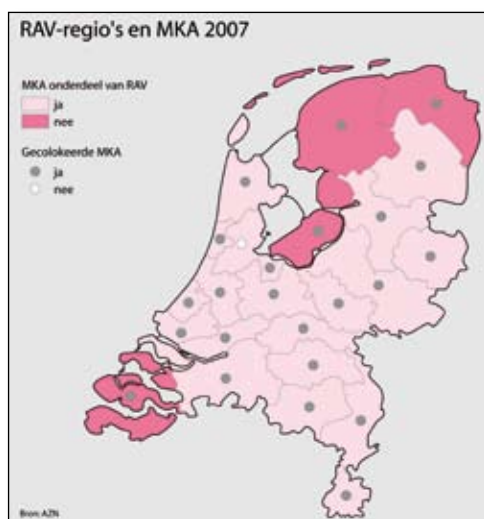 RAV-regio's en MKA 2007
MKA onderdeel van RAV
ja
nee
Gecolokeerde MKA
ja
nee
Bron: AZN